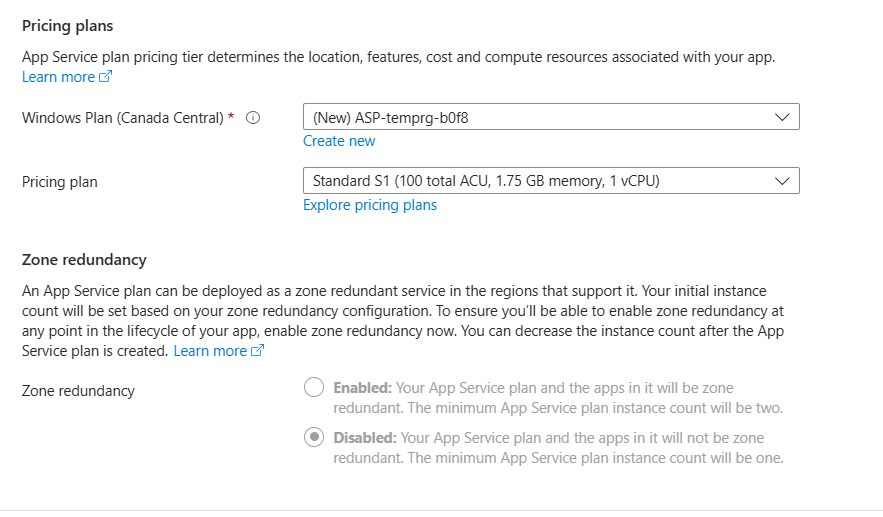 Pricing plans
App Service plan pricing tier determines the location, features, cost and compute resources associated with your app.
Learn more
Windows Plan (Canada Central) *
(New) ASP-temprg-b0f8
Create new
Pricing plan
Standard S1 (100 total ACU, 1.75 GB memory, 1 vCPU)
Explore pricing plans
Zone redundancy
An App Service plan can be deployed as a zone redundant service in the regions that support it. Your initial instance
count will be set based on your zone redundancy configuration. To ensure you'll be able to enable zone redundancy at
any point in the lifecycle of your app, enable zone redundancy now. You can decrease the instance count after the App
Service plan is created. Learn more
Zone redundancy
Enabled: Your App Service plan and the apps in it will be zone
redundant. The minimum App Service plan instance count will be two.
Disabled: Your App Service plan and the apps in it will not be zone
redundant. The minimum App Service plan instance count will be one.